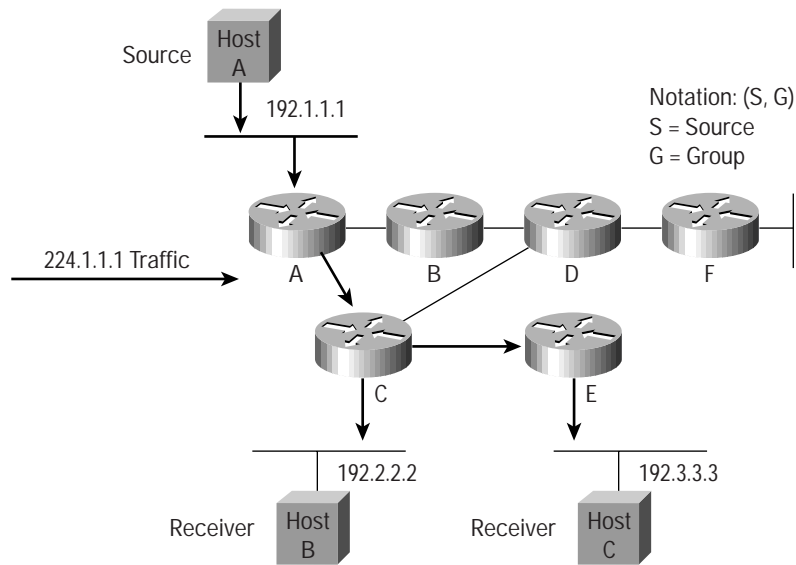 Source
Host
A
192.1.1.1
Notation: (S, G)
S = Source
G = Group
224.1.1.1 Traffic
A
B
D
F
C
E
192.2.2.2
192.3.3.3
Receiver
Host
B
Receiver
Host
C